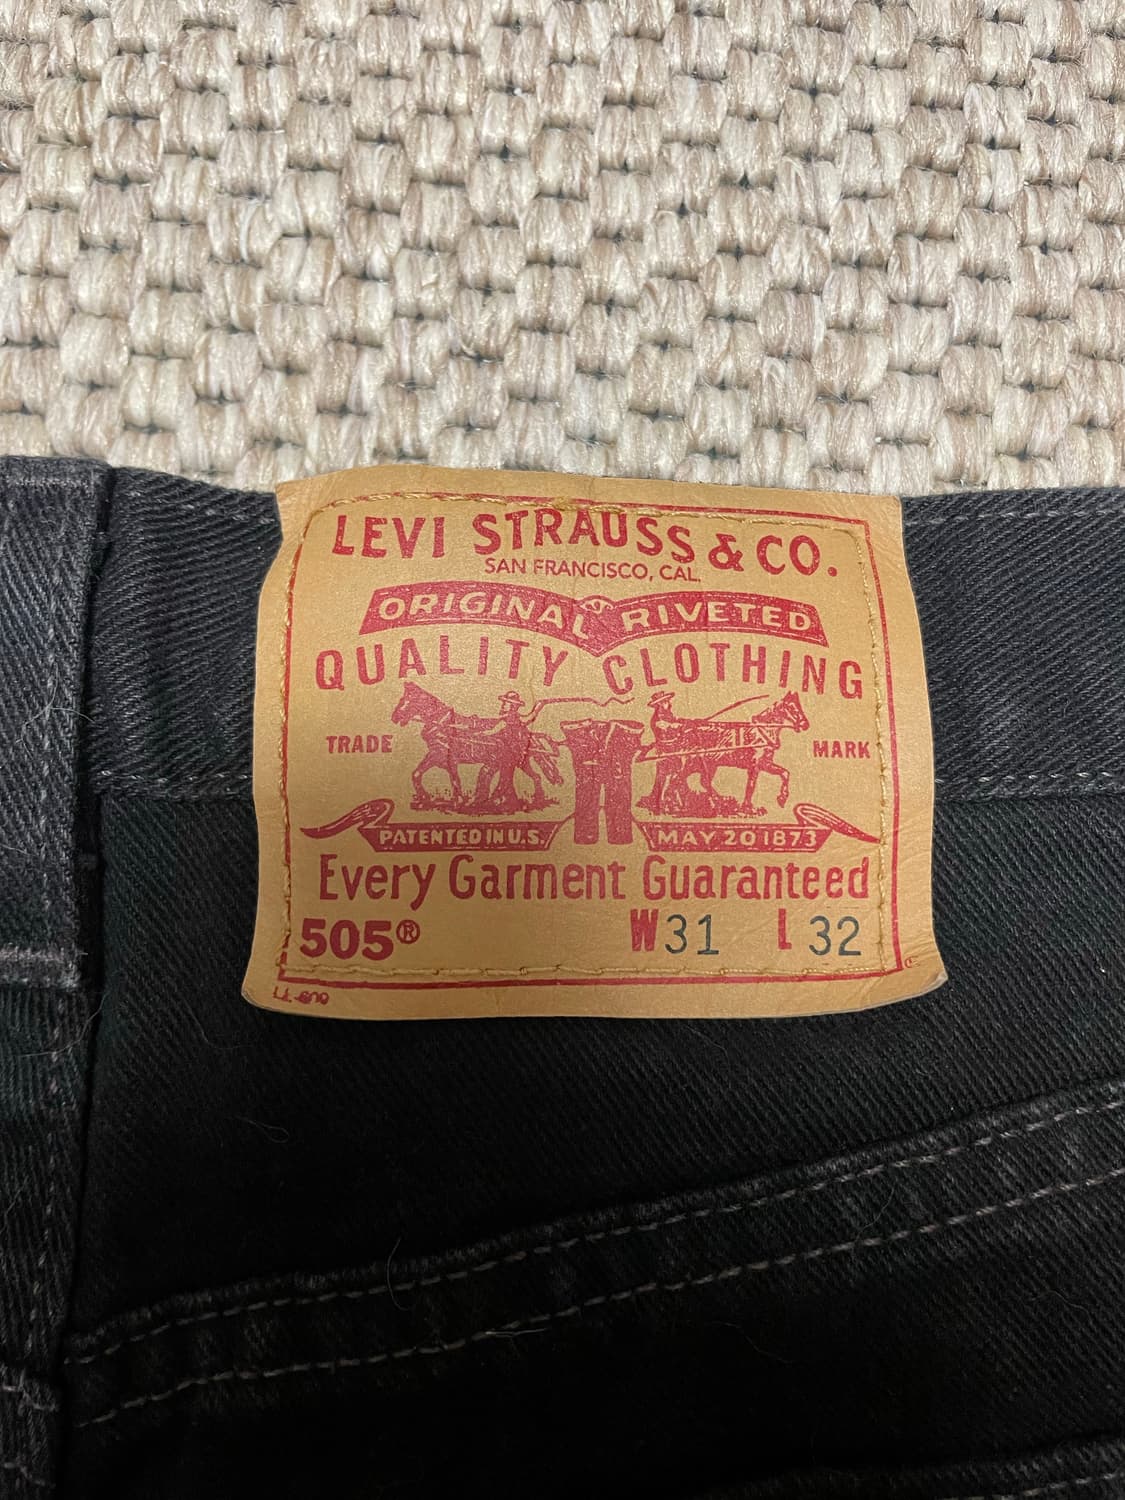 LEVI STRAUSS & CO.
SAN FRANCISCO, CAL.
ORIGINAL RIVETED
QUALITY CLOTHING
TRADE MARK
PATENTED IN U.S. MAY 20 1873
Every Garment Guaranteed
505® W31 L 32